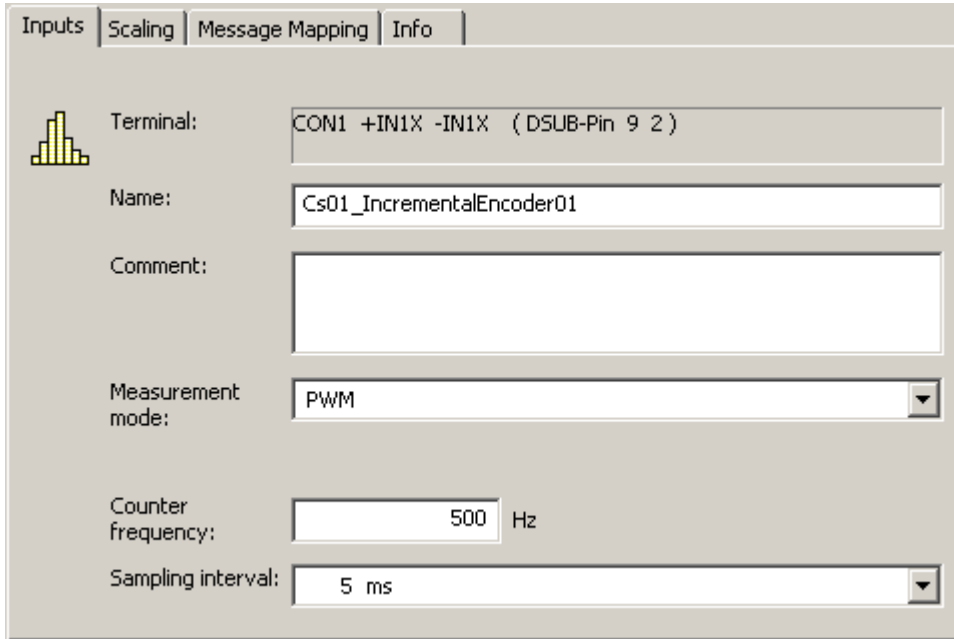 Inputs Scaling Message Mapping Info
Terminal: CON1 +IN1X -IN1X ( DSUB-Pin 9 2 )
Name: Cs01_IncrementalEncoder01
Comment:
Measurement
mode: PWM
Counter
frequency: 500 Hz
Sampling interval: 5 ms